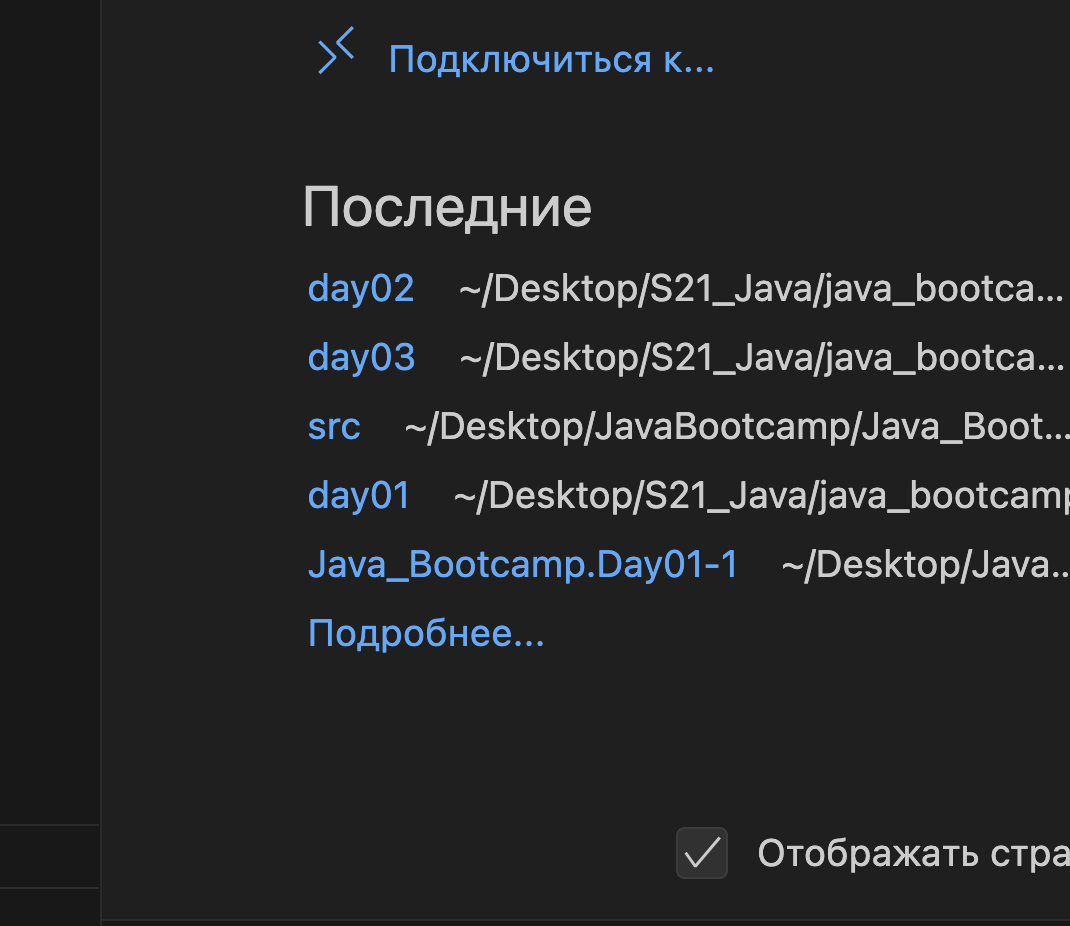 Подключиться к...
Последние
day02 ~/Desktop/S21_Java/java_bootca...
day03 ~/Desktop/S21_Java/java_bootca...
src ~/Desktop/JavaBootcamp/Java_Boot...
day01 ~/Desktop/S21_Java/java_bootcamp
Java_Bootcamp.Day01-1 ~/Desktop/Java...
Подробнее...
Отображать стра